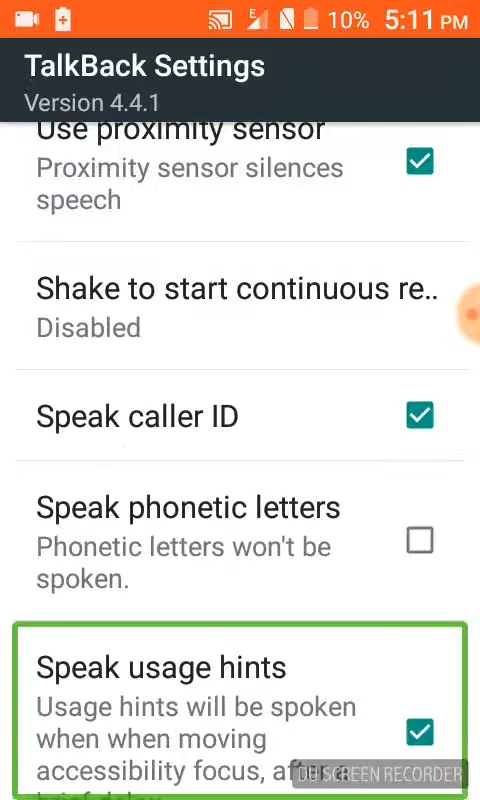 E 10% 5:11 PM
TalkBack Settings
Version 4.4.1
Use proximity sensor
Proximity sensor silences
speech
Shake to start continuous re..
Disabled
Speak caller ID
Speak phonetic letters
Phonetic letters won't be
spoken.
Speak usage hints
Usage hints will be spoken
when when moving
accessibility focus, after a
brief delay
DU SCREEN RECORDER